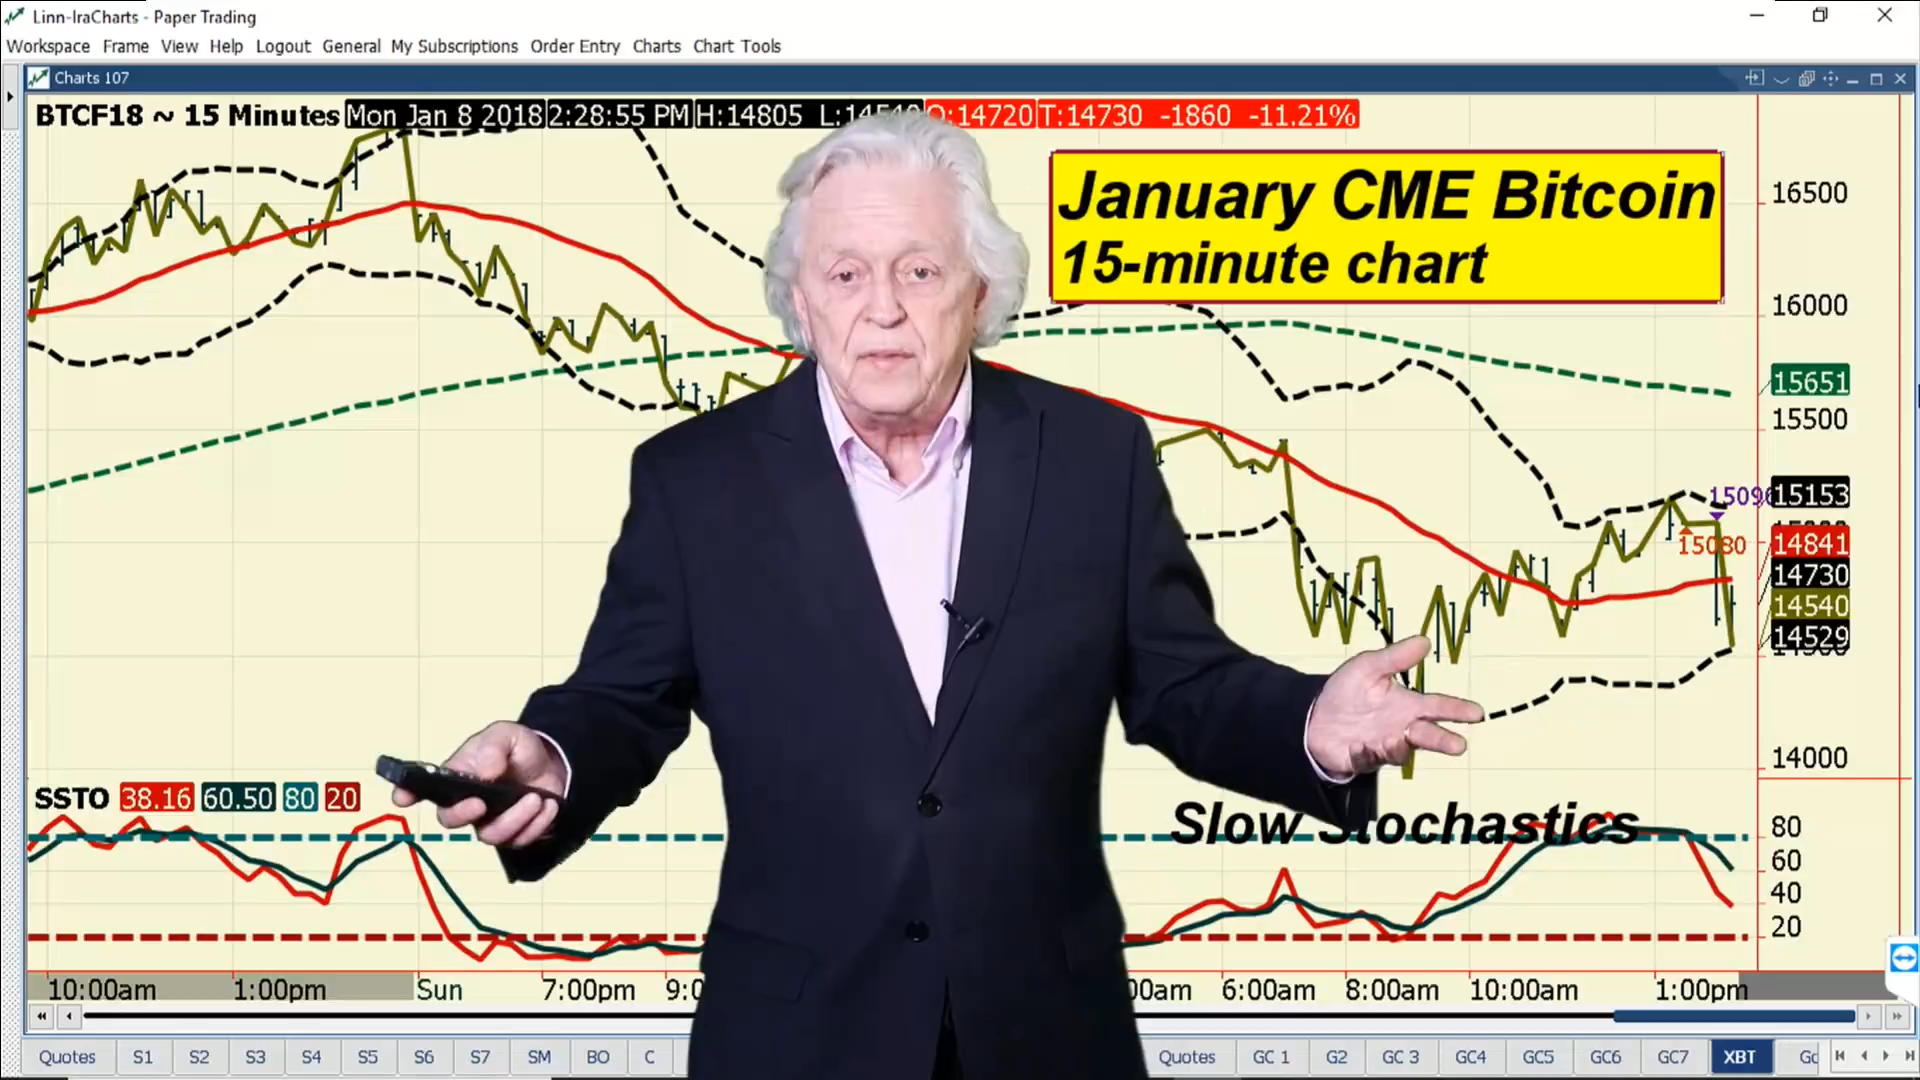 Linn-IraCharts - Paper Trading
Workspace Frame View Help Logout General My Subscriptions Order Entry Charts Chart Tools
Charts 107
BTCF18 ~ 15 Minutes Mon Jan 8 2018 2:28:55 PM H:14805 L:14540 O:14720 T:14730 -1860 -11.21%
January CME Bitcoin
15-minute chart
16500
16000
15651
15500
15153
15080
14841
14730
14540
14529
14000
SSTO 38.16 60.50 80 20
Slow Stochastics
80
60
40
20
10:00am 1:00pm Sun 7:00pm 6:00am 8:00am 10:00am 1:00pm
Quotes S1 S2 S3 S4 S5 S6 S7 SM BO C Quotes GC 1 G2 GC 3 GC4 GC5 GC6 GC7 XBT